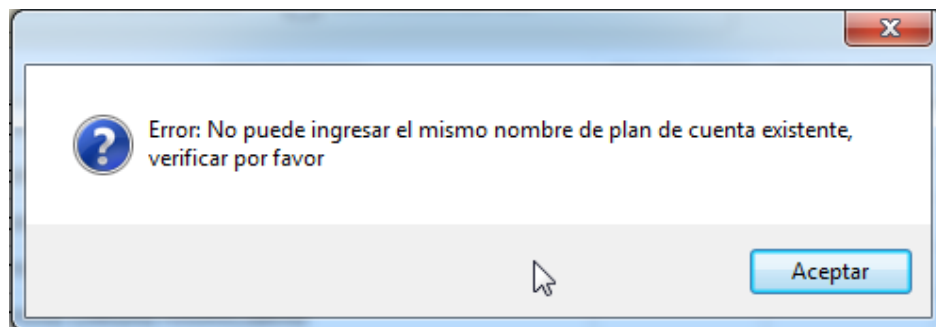 Error: No puede ingresar el mismo nombre de plan de cuenta existente,
verificar por favor
Aceptar